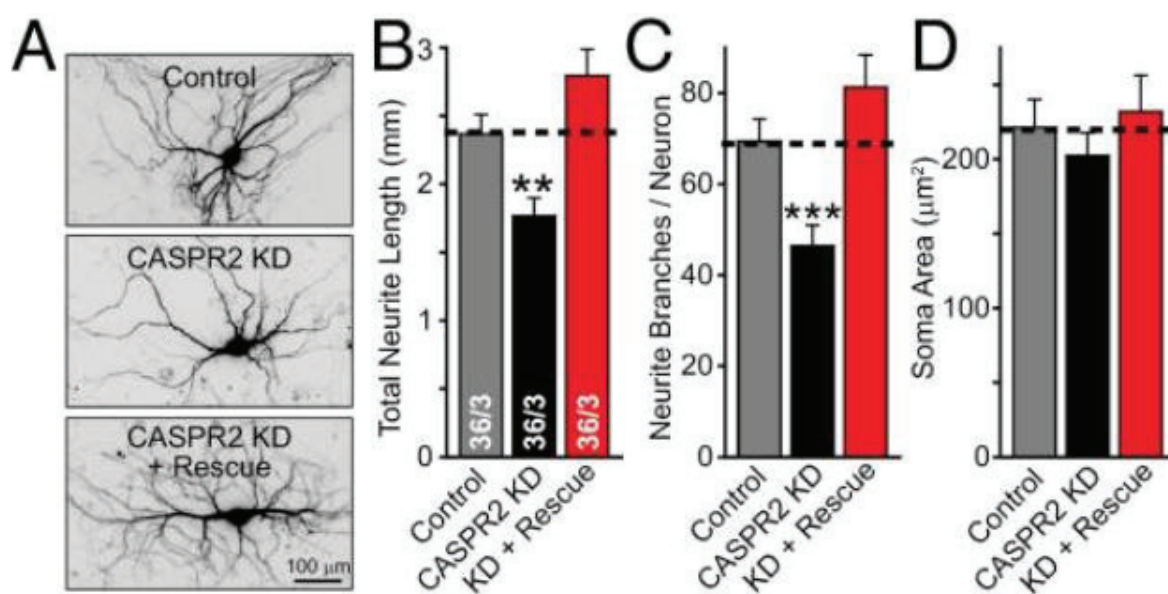 A
Control
CASPR2 KD
CASPR2 KD
+ Rescue
100 μm
B
Total Neurite Length (mm)
3
2
1
0
**
36/3
36/3
36/3
Control
CASPR2 KD
KD + Rescue
C
Neurite Branches / Neuron
80
60
40
20
0
***
Control
CASPR2 KD
KD + Rescue
D
Soma Area (μm²)
200
100
0
Control
CASPR2 KD
KD + Rescue